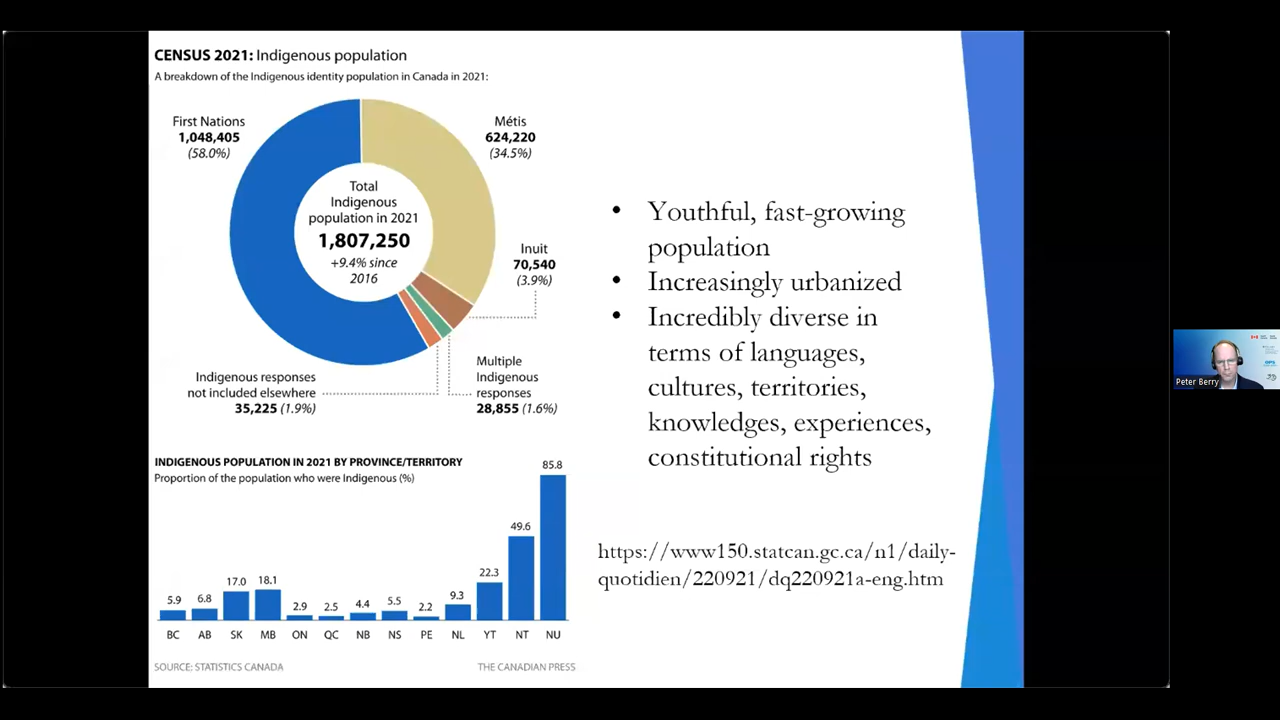 CENSUS 2021: Indigenous population
A breakdown of the Indigenous identity population in Canada in 2021:
First Nations
1,048,405
(58.0%)
Métis
624,220
(34.5%)
Total
Indigenous
population in 2021
1,807,250
+9.4% since
2016
Inuit
70,540
(3.9%)
Indigenous responses
not included elsewhere
35,225 (1.9%)
Multiple
Indigenous
responses
28,855 (1.6%)
INDIGENOUS POPULATION IN 2021 BY PROVINCE/TERRITORY
Proportion of the population who were Indigenous (%)
5.9 6.8 17.0 18.1 2.9 2.5 4.4 5.5 2.2 9.3 22.3 49.6 85.8
BC AB SK MB ON QC NB NS PE NL YT NT NU
SOURCE: STATISTICS CANADA
THE CANADIAN PRESS
• Youthful, fast-growing
population
• Increasingly urbanized
• Incredibly diverse in
terms of languages,
cultures, territories,
knowledges, experiences,
constitutional rights
https://www150.statcan.gc.ca/n1/daily-
quotidien/220921/dq220921a-eng.htm
Peter Berry